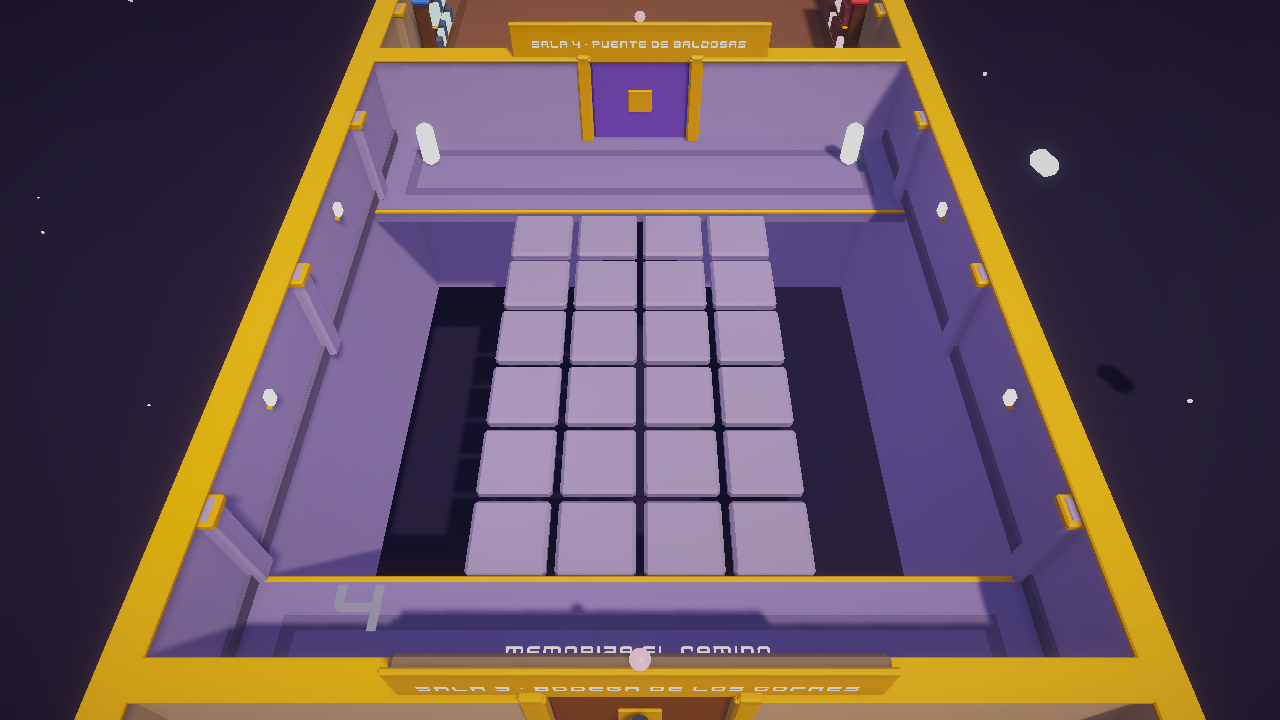 SALA 4 · PUENTE DE BALDOSAS
4
MEMORIZA EL CAMINO
SALA 3 · BODEGA DE LOS COFRES